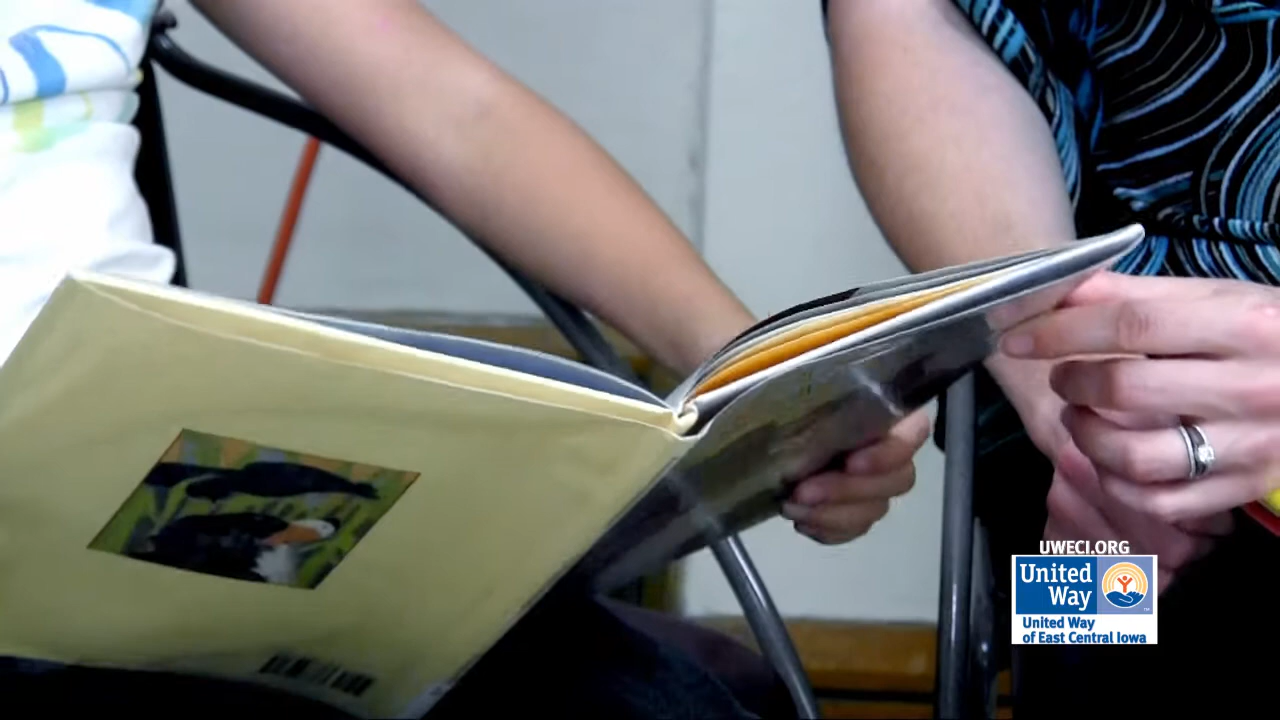 UWECI.ORG
United
Way
United Way
of East Central Iowa